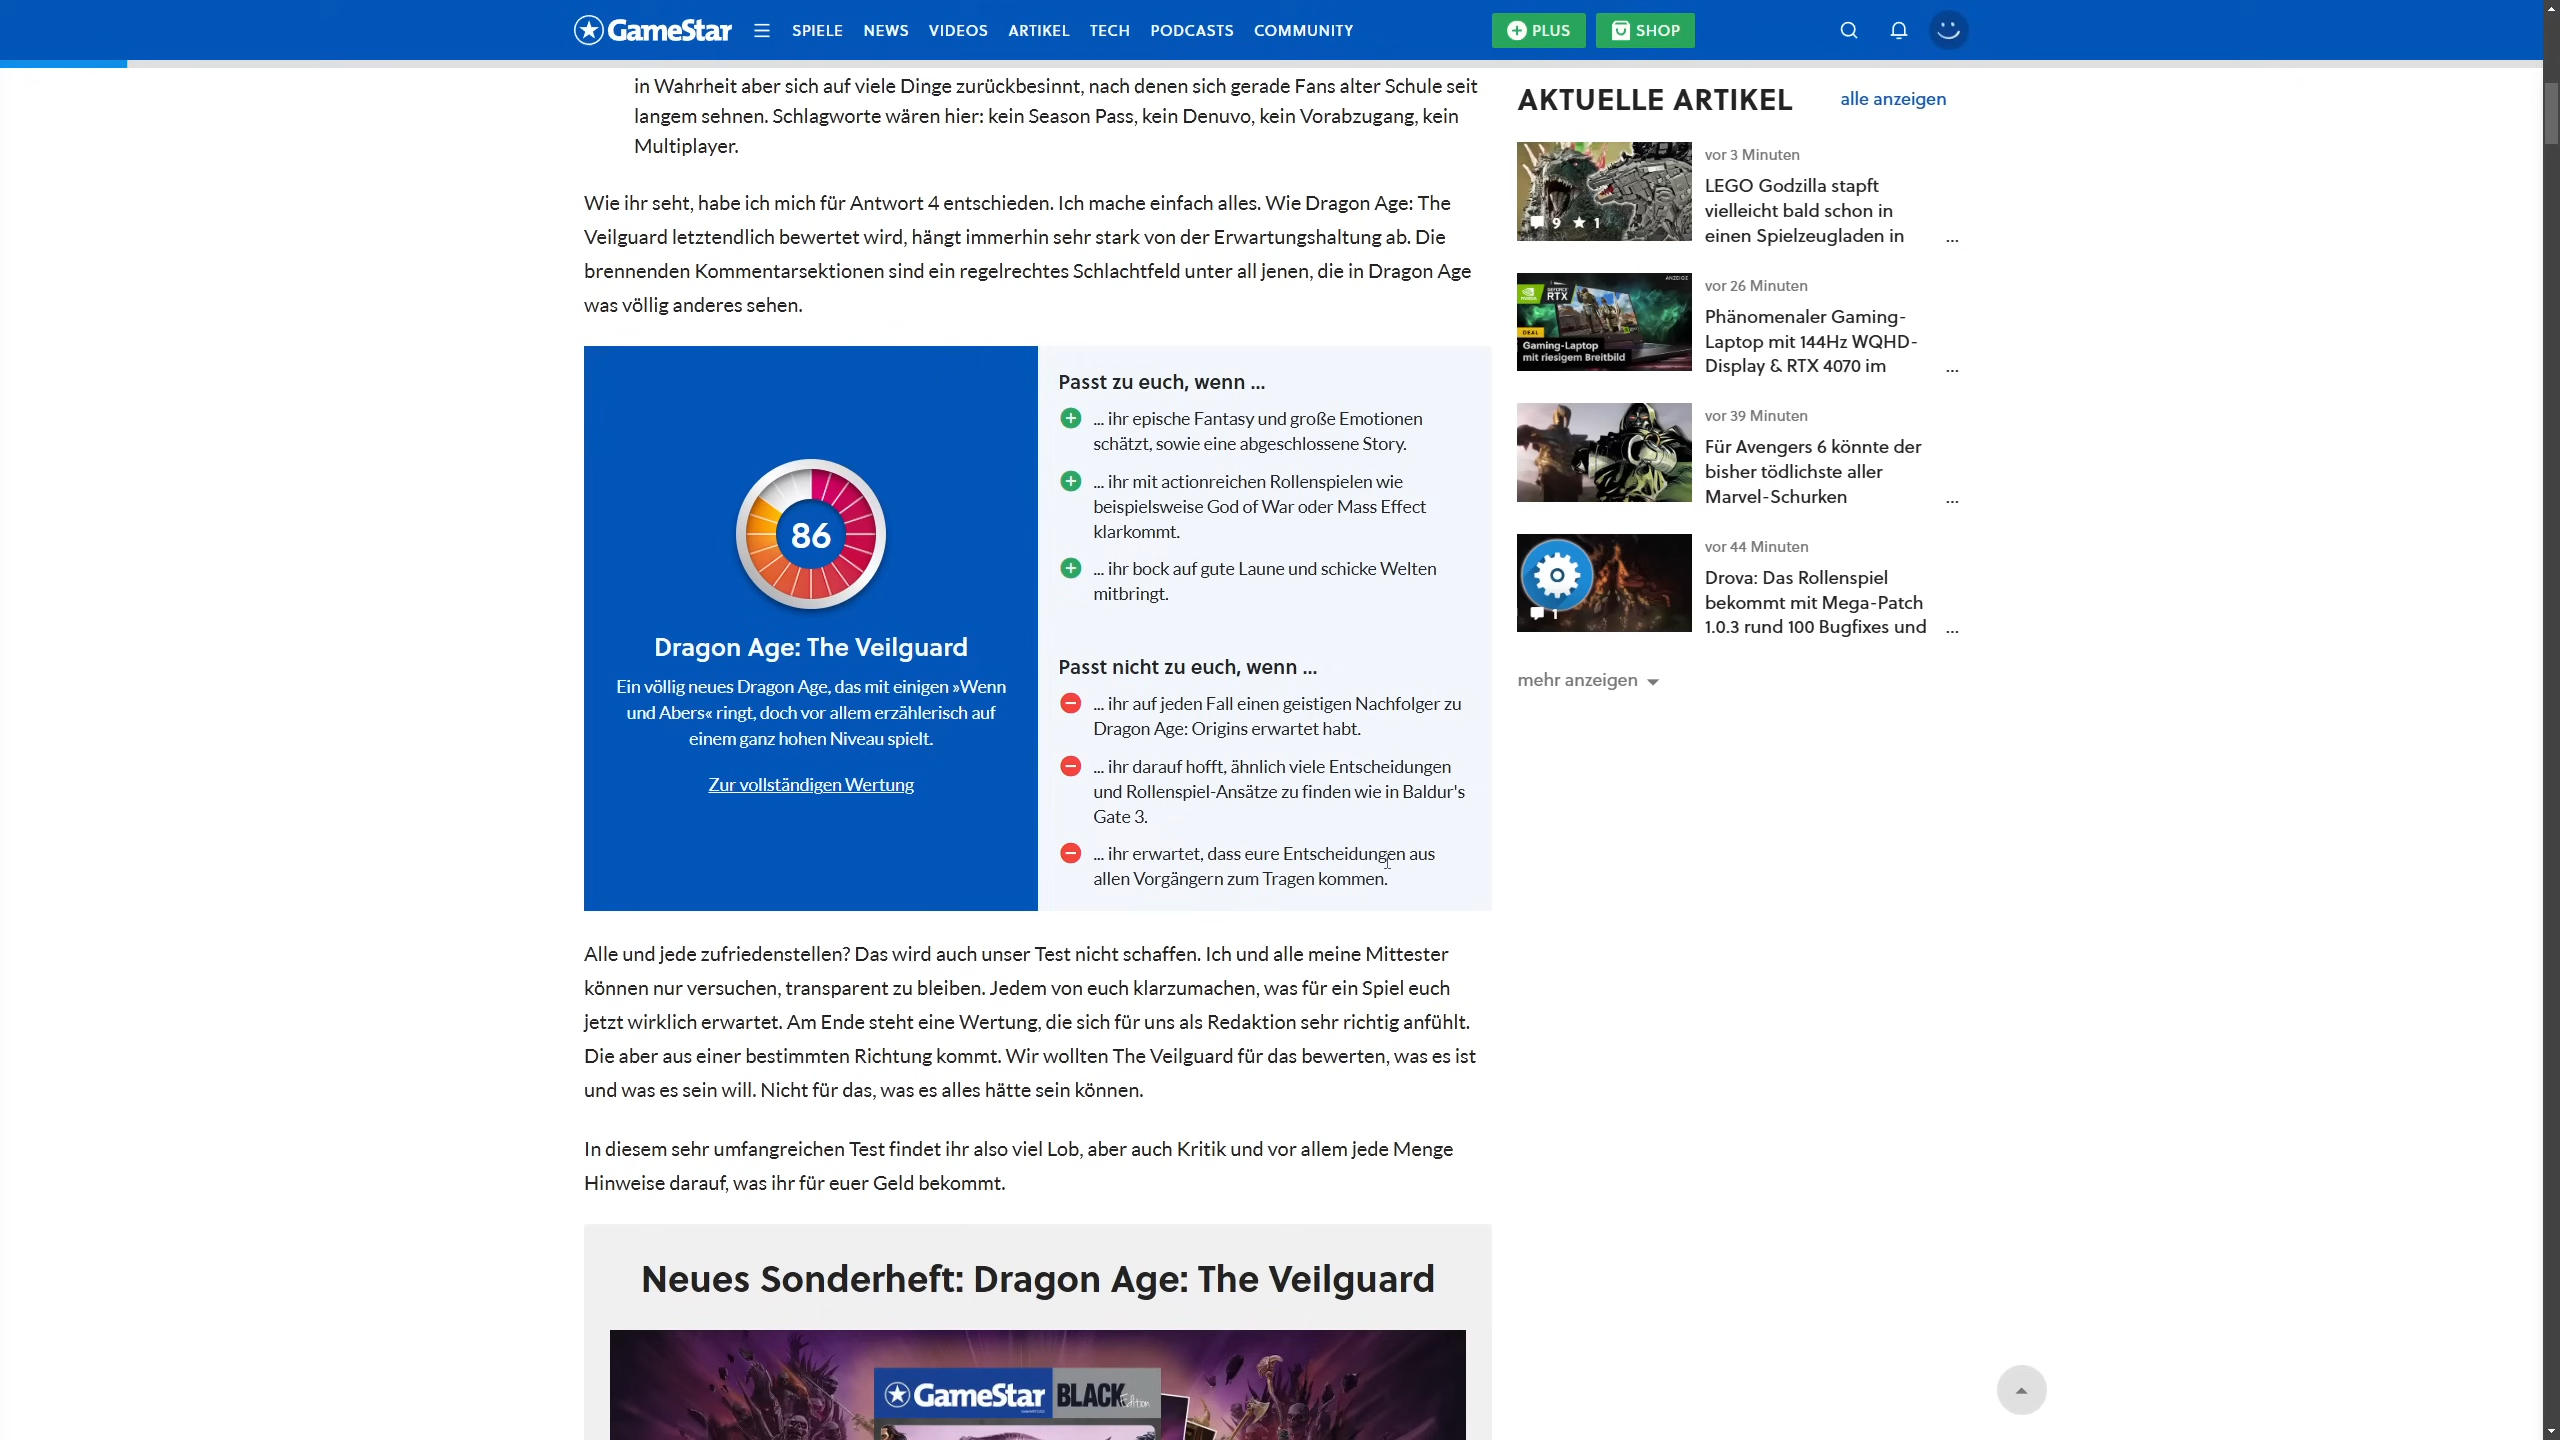 GameStar
SPIELE NEWS VIDEOS ARTIKEL TECH PODCASTS COMMUNITY
PLUS
SHOP
in Wahrheit aber sich auf viele Dinge zurückbesinnt, nach denen sich gerade Fans alter Schule seit
langem sehnen. Schlagworte wären hier: kein Season Pass, kein Denuvo, kein Vorabzugang, kein
Multiplayer.
Wie ihr seht, habe ich mich für Antwort 4 entschieden. Ich mache einfach alles. Wie Dragon Age: The
Veilguard letztendlich bewertet wird, hängt immerhin sehr stark von der Erwartungshaltung ab. Die
brennenden Kommentarsektionen sind ein regelrechtes Schlachtfeld unter all jenen, die in Dragon Age
was völlig anderes sehen.
86
Dragon Age: The Veilguard
Ein völlig neues Dragon Age, das mit einigen »Wenn
und Abers« ringt, doch vor allem erzählerisch auf
einem ganz hohen Niveau spielt.
Zur vollständigen Wertung
Passt zu euch, wenn ...
... ihr epische Fantasy und große Emotionen
schätzt, sowie eine abgeschlossene Story.
... ihr mit actionreichen Rollenspielen wie
beispielsweise God of War oder Mass Effect
klarkommt.
... ihr bock auf gute Laune und schicke Welten
mitbringt.
Passt nicht zu euch, wenn ...
... ihr auf jeden Fall einen geistigen Nachfolger zu
Dragon Age: Origins erwartet habt.
... ihr darauf hofft, ähnlich viele Entscheidungen
und Rollenspiel-Ansätze zu finden wie in Baldur's
Gate 3.
... ihr erwartet, dass eure Entscheidungen aus
allen Vorgängern zum Tragen kommen.
Alle und jede zufriedenstellen? Das wird auch unser Test nicht schaffen. Ich und alle meine Mittester
können nur versuchen, transparent zu bleiben. Jedem von euch klarzumachen, was für ein Spiel euch
jetzt wirklich erwartet. Am Ende steht eine Wertung, die sich für uns als Redaktion sehr richtig anfühlt.
Die aber aus einer bestimmten Richtung kommt. Wir wollten The Veilguard für das bewerten, was es ist
und was es sein will. Nicht für das, was es alles hätte sein können.
In diesem sehr umfangreichen Test findet ihr also viel Lob, aber auch Kritik und vor allem jede Menge
Hinweise darauf, was ihr für euer Geld bekommt.
Neues Sonderheft: Dragon Age: The Veilguard
GameStar BLACK Edition
AKTUELLE ARTIKEL
alle anzeigen
9 1
vor 3 Minuten
LEGO Godzilla stapft
vielleicht bald schon in
einen Spielzeugladen in ...
ANZEIGE
GEFORCE
RTX
NVIDIA
DEAL
Gaming-Laptop
mit riesigem Breitbild
vor 26 Minuten
Phänomenaler Gaming-
Laptop mit 144Hz WQHD-
Display & RTX 4070 im ...
vor 39 Minuten
Für Avengers 6 könnte der
bisher tödlichste aller
Marvel-Schurken ...
1
vor 44 Minuten
Drova: Das Rollenspiel
bekommt mit Mega-Patch
1.0.3 rund 100 Bugfixes und ...
mehr anzeigen